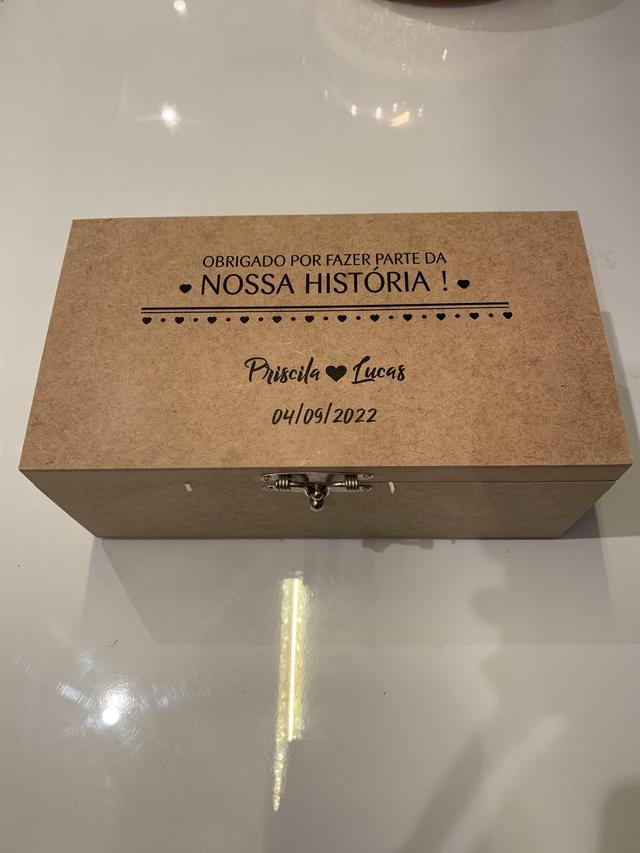 OBRIGADO POR FAZER PARTE DA
NOSSA HISTÓRIA !
Priscila ♥ Lucas
04/09/2022